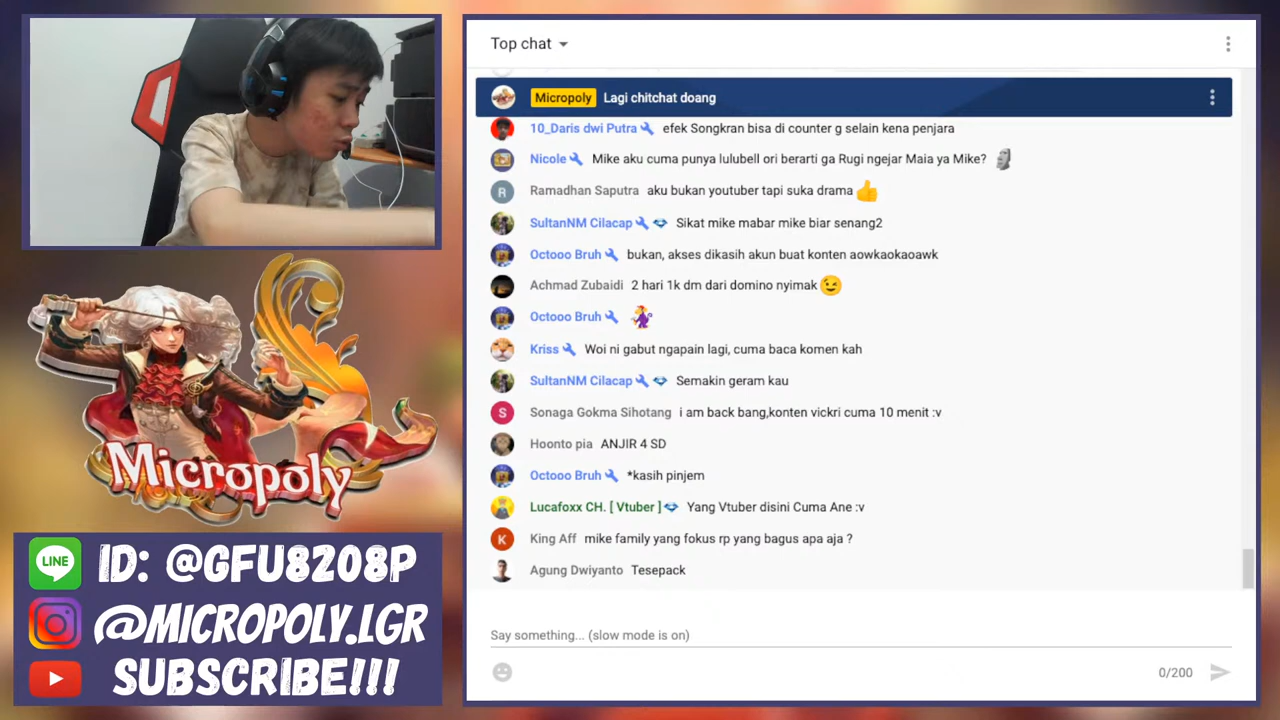 Top chat
Micropoly Lagi chitchat doang
10_Daris dwi Putra efek Songkran bisa di counter g selain kena penjara
Nicole Mike aku cuma punya lulubell ori berarti ga Rugi ngejar Maia ya Mike?
R Ramadhan Saputra aku bukan youtuber tapi suka drama
SultanNM Cilacap Sikat mike mabar mike biar senang2
Octooo Bruh bukan, akses dikasih akun buat konten aowkaokaoawk
Achmad Zubaidi 2 hari 1k dm dari domino nyimak
Octooo Bruh
Kriss Woi ni gabut ngapain lagi, cuma baca komen kah
SultanNM Cilacap Semakin geram kau
S Sonaga Gokma Sihotang i am back bang,konten vickri cuma 10 menit :v
Hoonto pia ANJIR 4 SD
Octooo Bruh *kasih pinjem
Lucafoxx CH. [ Vtuber ] Yang Vtuber disini Cuma Ane :v
K King Aff mike family yang fokus rp yang bagus apa aja ?
Agung Dwiyanto Tesepack
Say something... (slow mode is on)
0/200
Micropoly
LINE ID: @GFU8208P
@MICROPOLY.LGR
SUBSCRIBE!!!